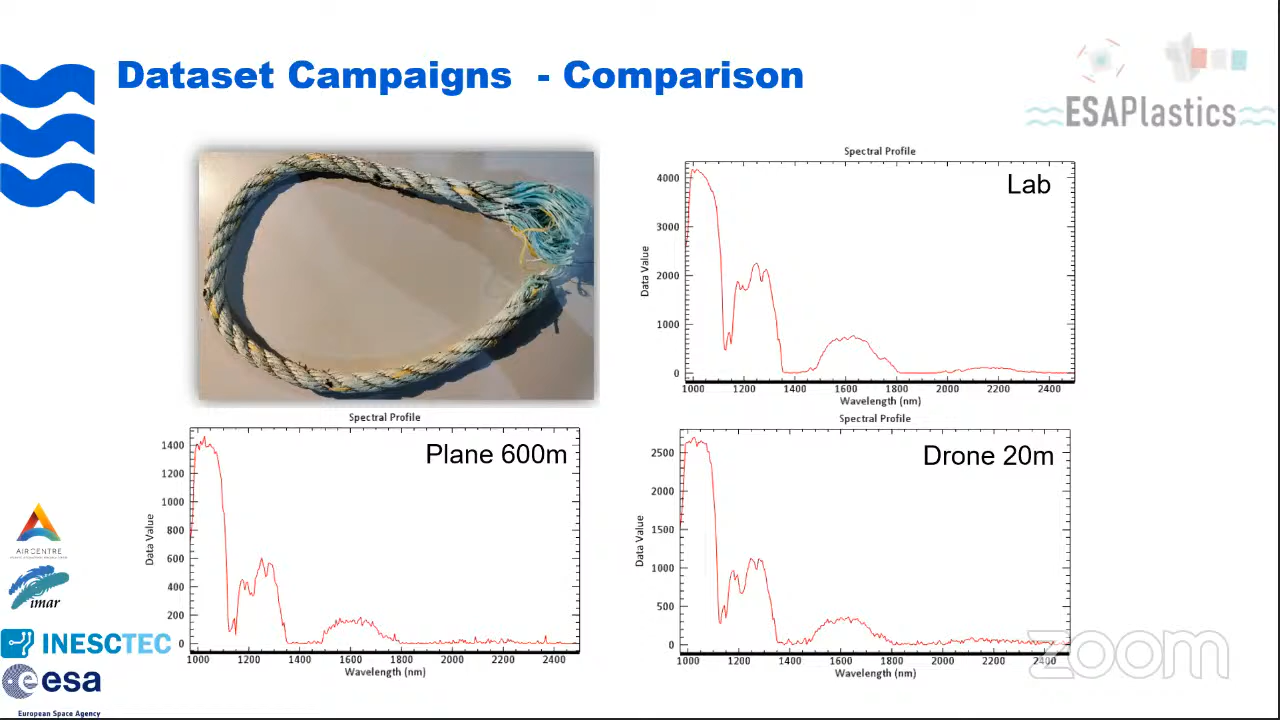 Dataset Campaigns - Comparison
ESAPlastics
Spectral Profile
Lab
Data Value
4000
3000
2000
1000
0
1000 1200 1400 1600 1800 2000 2200 2400
Wavelength (nm)
Spectral Profile
Plane 600m
Data Value
1400
1200
1000
800
600
400
200
0
1000 1200 1400 1600 1800 2000 2200 2400
Wavelength (nm)
Spectral Profile
Drone 20m
Data Value
2500
2000
1500
1000
500
0
1000 1200 1400 1600 1800 2000 2200 2400
Wavelength (nm)
AIR CENTRE
imar
INESCTEC
esa
European Space Agency
zoom